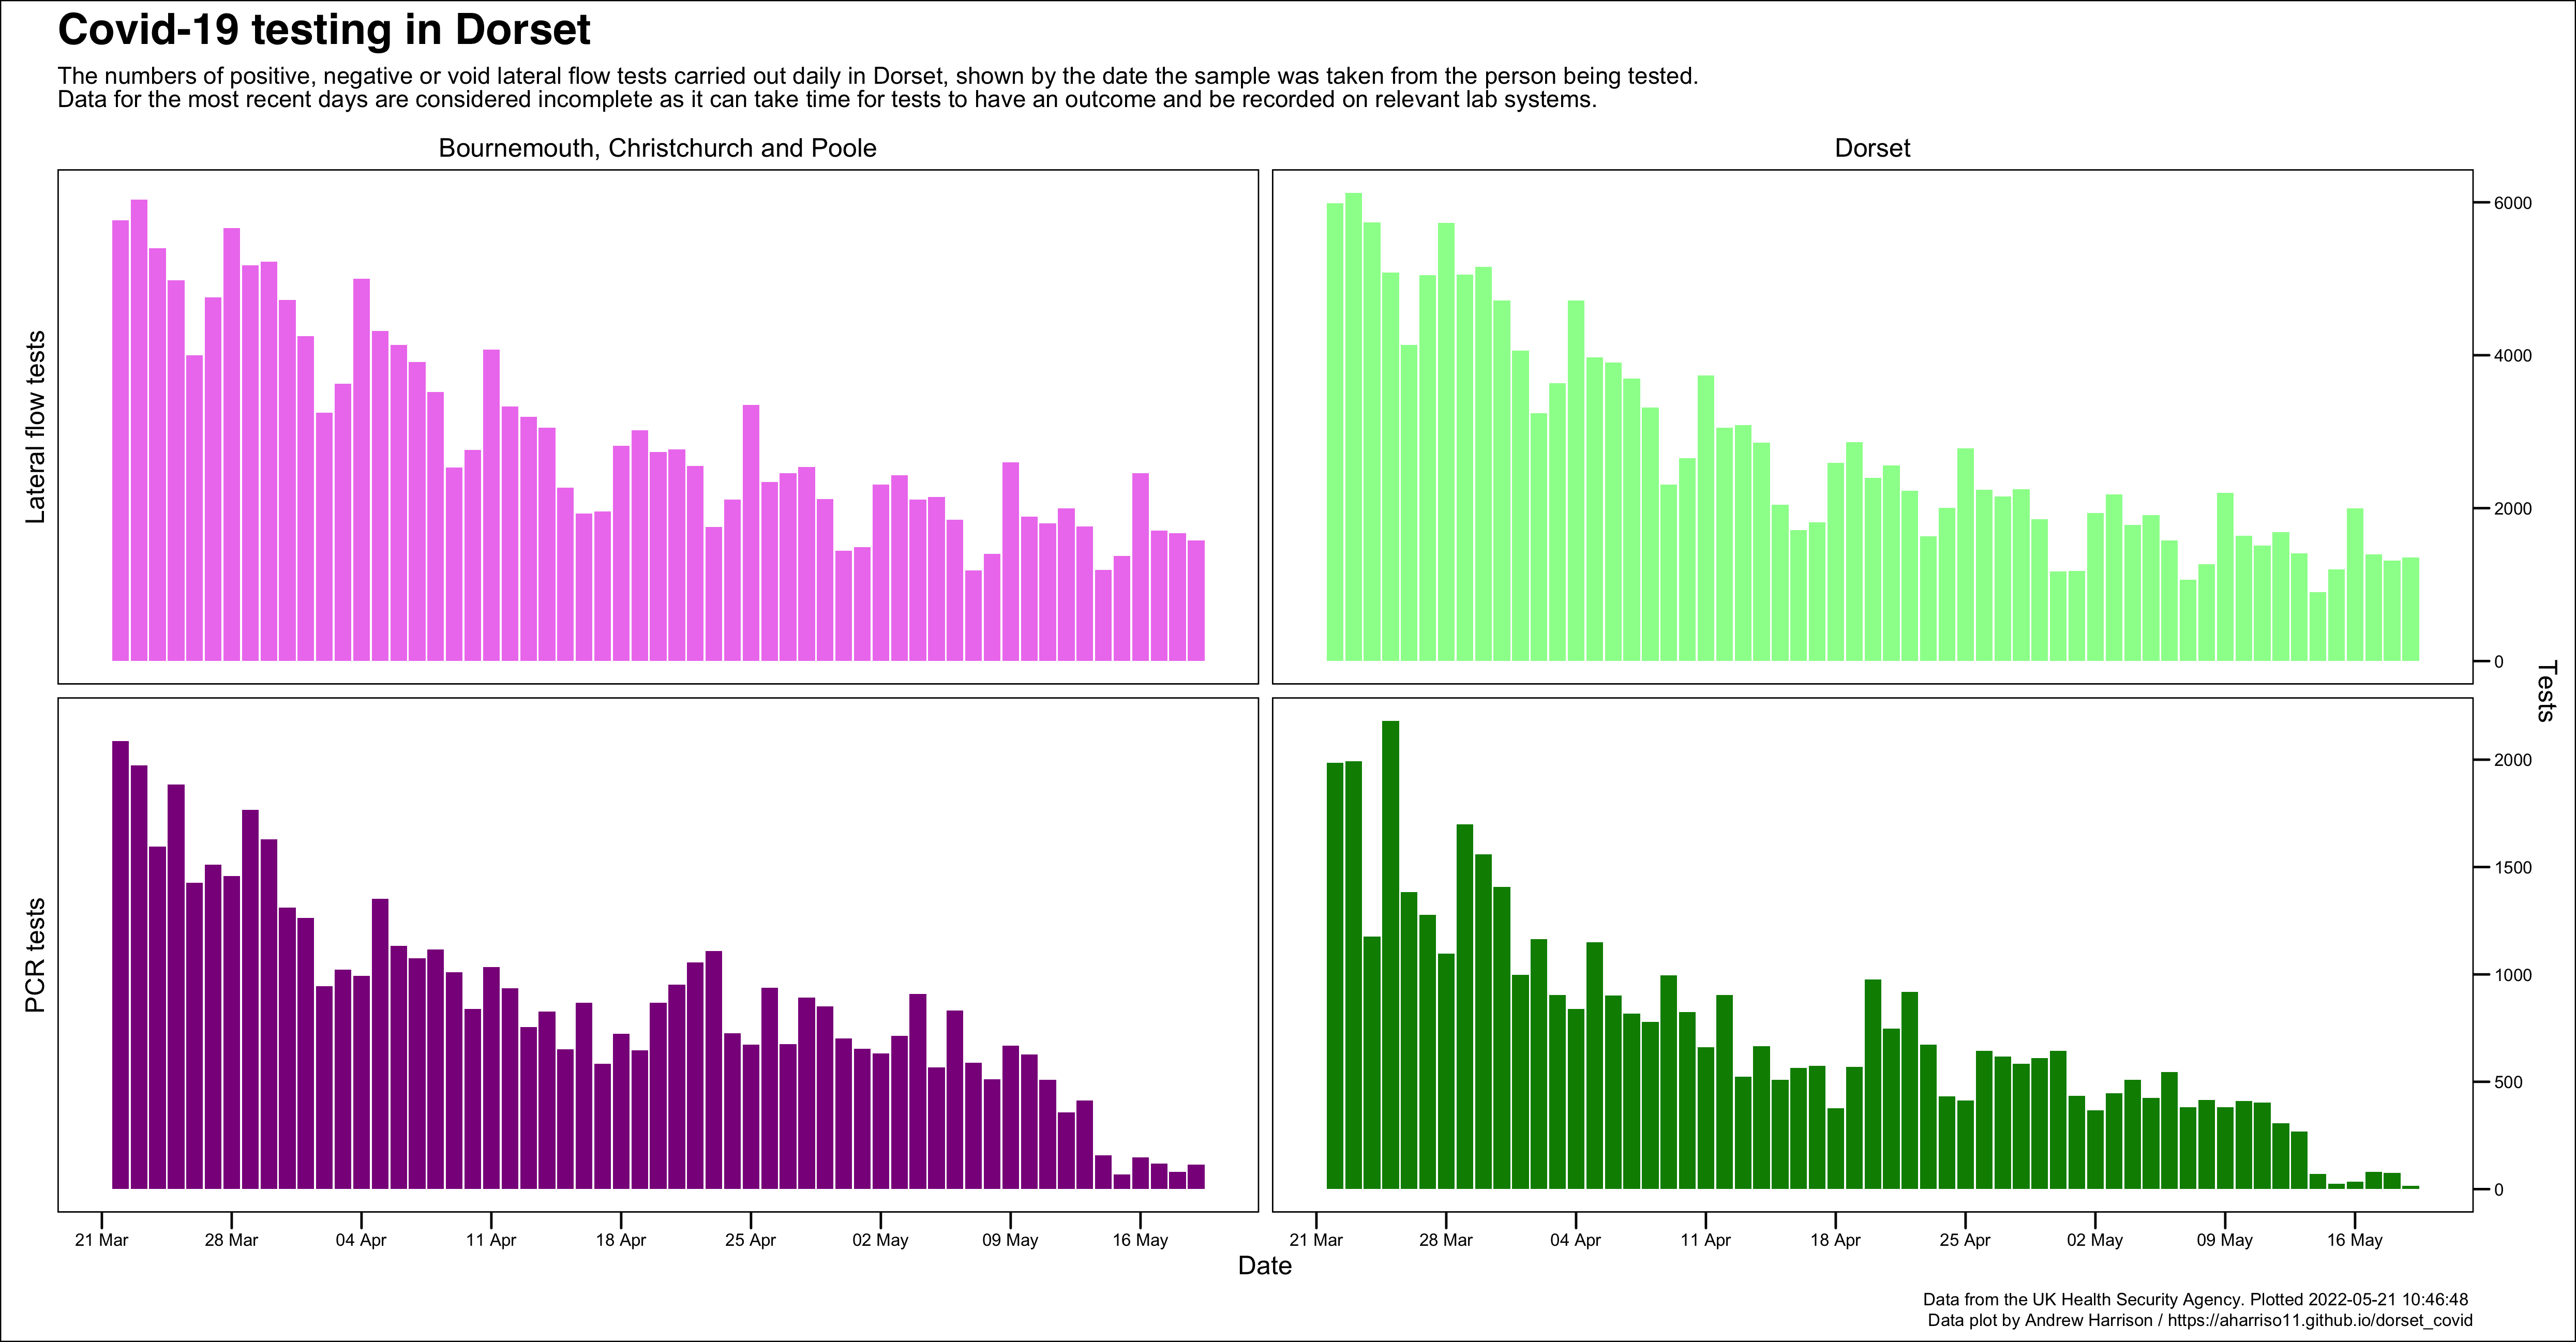 Covid-19 testing in Dorset
The numbers of positive, negative or void lateral flow tests carried out daily in Dorset, shown by the date the sample was taken from the person being tested.
Data for the most recent days are considered incomplete as it can take time for tests to have an outcome and be recorded on relevant lab systems.
Bournemouth, Christchurch and Poole
Dorset
Lateral flow tests
6000
4000
2000
0
Tests
PCR tests
2000
1500
1000
500
0
21 Mar
28 Mar
04 Apr
11 Apr
18 Apr
25 Apr
02 May
09 May
16 May
21 Mar
28 Mar
04 Apr
11 Apr
18 Apr
25 Apr
02 May
09 May
16 May
Date
Data from the UK Health Security Agency. Plotted 2022-05-21 10:46:48
Data plot by Andrew Harrison / https://aharriso11.github.io/dorset_covid